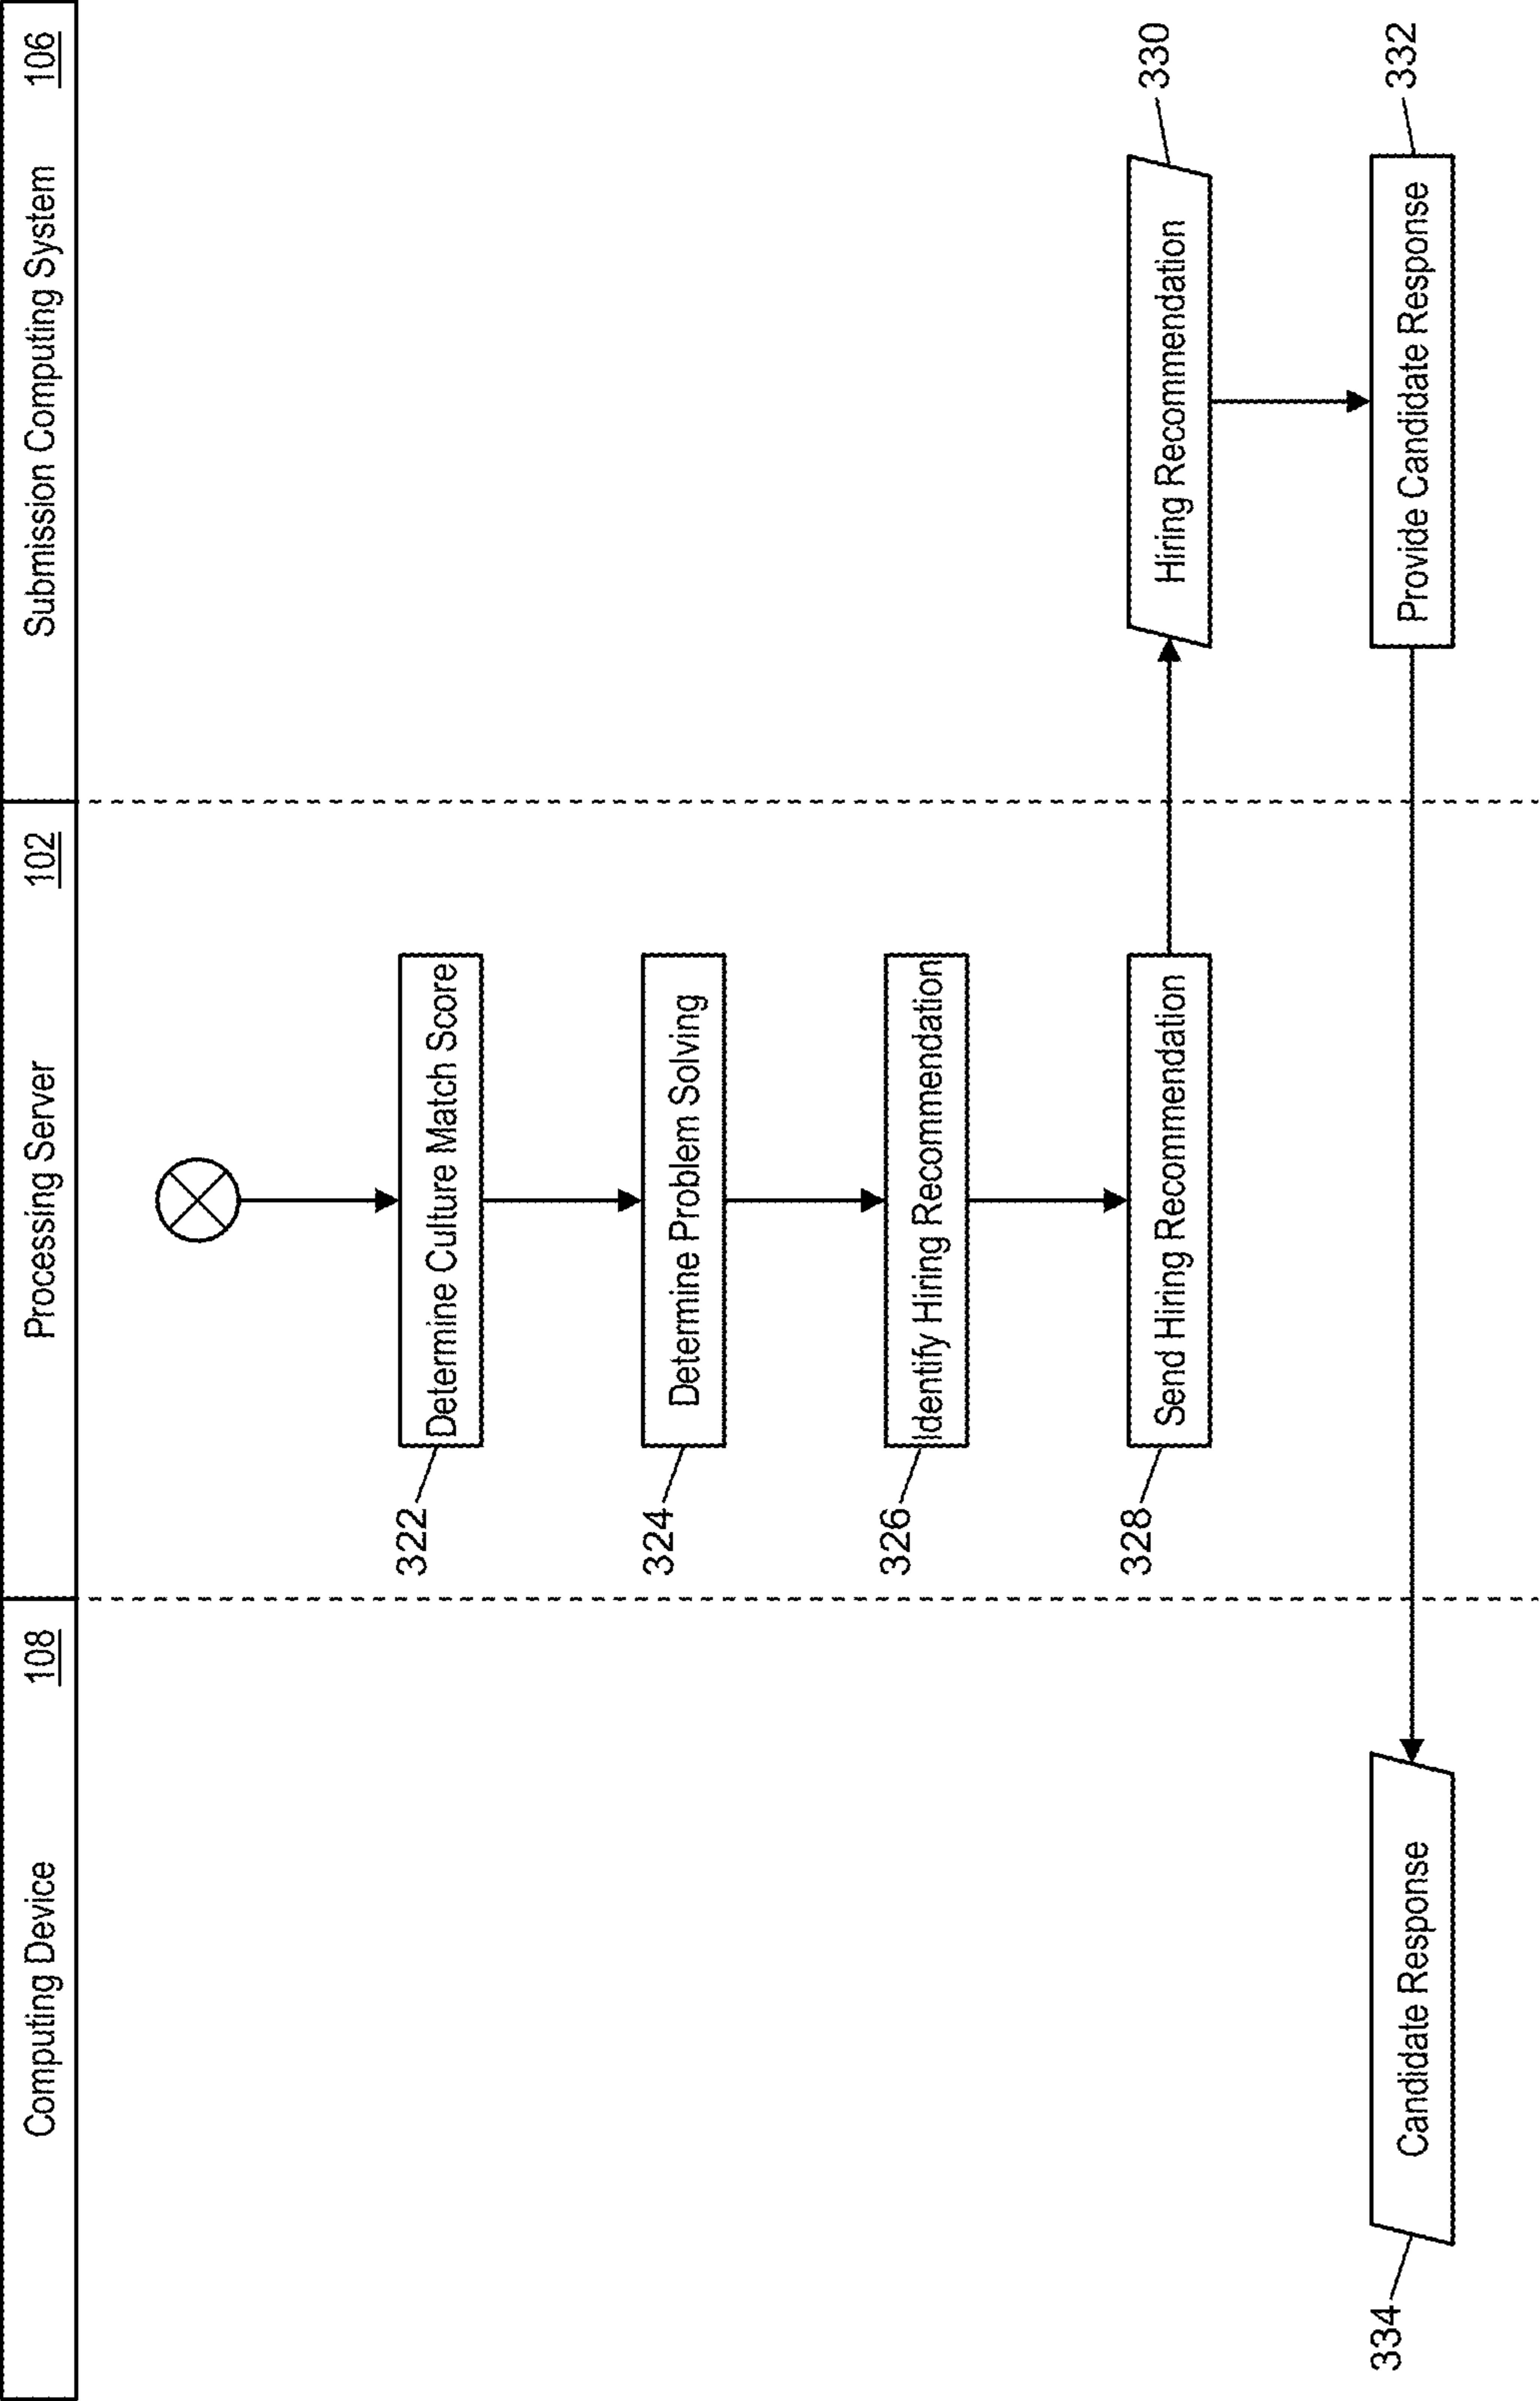 Computing Device 108
Processing Server 102
Submission Computing System 106
322
Determine Culture Match Score
324
Determine Problem Solving
326
Identify Hiring Recommendation
328
Send Hiring Recommendation
Hiring Recommendation
330
Provide Candidate Response
332
334
Candidate Response